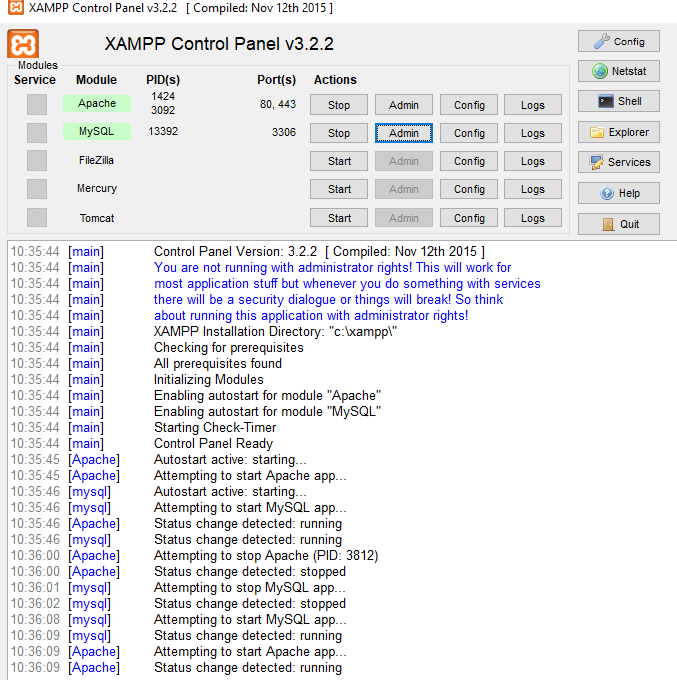 XAMPP Control Panel v3.2.2 [ Compiled: Nov 12th 2015 ]
XAMPP Control Panel v3.2.2
Config
Modules
Service Module PID(s) Port(s) Actions
Netstat
Apache 1424 3092 80, 443 Stop Admin Config Logs
Shell
MySQL 13392 3306 Stop Admin Config Logs
Explorer
FileZilla Start Admin Config Logs
Services
Mercury Start Admin Config Logs
Help
Tomcat Start Admin Config Logs
Quit
10:35:44 [main] Control Panel Version: 3.2.2 [ Compiled: Nov 12th 2015 ]
10:35:44 [main] You are not running with administrator rights! This will work for
10:35:44 [main] most application stuff but whenever you do something with services
10:35:44 [main] there will be a security dialogue or things will break! So think
10:35:44 [main] about running this application with administrator rights!
10:35:44 [main] XAMPP Installation Directory: "c:\xampp\"
10:35:44 [main] Checking for prerequisites
10:35:44 [main] All prerequisites found
10:35:44 [main] Initializing Modules
10:35:44 [main] Enabling autostart for module "Apache"
10:35:44 [main] Enabling autostart for module "MySQL"
10:35:44 [main] Starting Check-Timer
10:35:44 [main] Control Panel Ready
10:35:45 [Apache] Autostart active: starting...
10:35:45 [Apache] Attempting to start Apache app...
10:35:46 [mysql] Autostart active: starting...
10:35:46 [mysql] Attempting to start MySQL app...
10:35:46 [Apache] Status change detected: running
10:35:46 [mysql] Status change detected: running
10:36:00 [Apache] Attempting to stop Apache (PID: 3812)
10:36:00 [Apache] Status change detected: stopped
10:36:01 [mysql] Attempting to stop MySQL app...
10:36:02 [mysql] Status change detected: stopped
10:36:08 [mysql] Attempting to start MySQL app...
10:36:09 [mysql] Status change detected: running
10:36:09 [Apache] Attempting to start Apache app...
10:36:09 [Apache] Status change detected: running